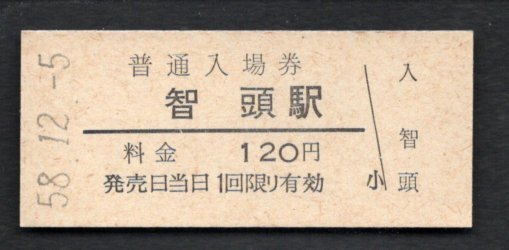 58.12.-5
普通入場券
智頭駅
料金 120円
発売日当日1回限り有効
入
智
小 頭